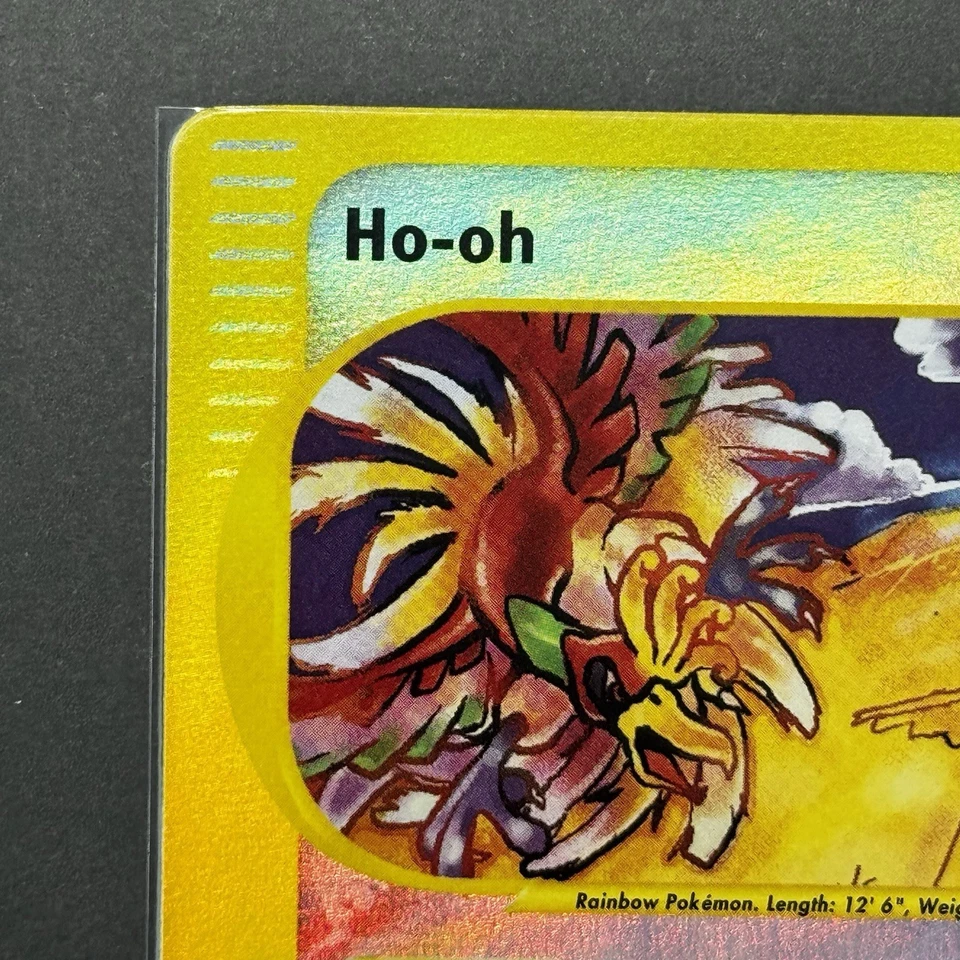 Ho-oh
Rainbow Pokémon. Length: 12' 6", Weig